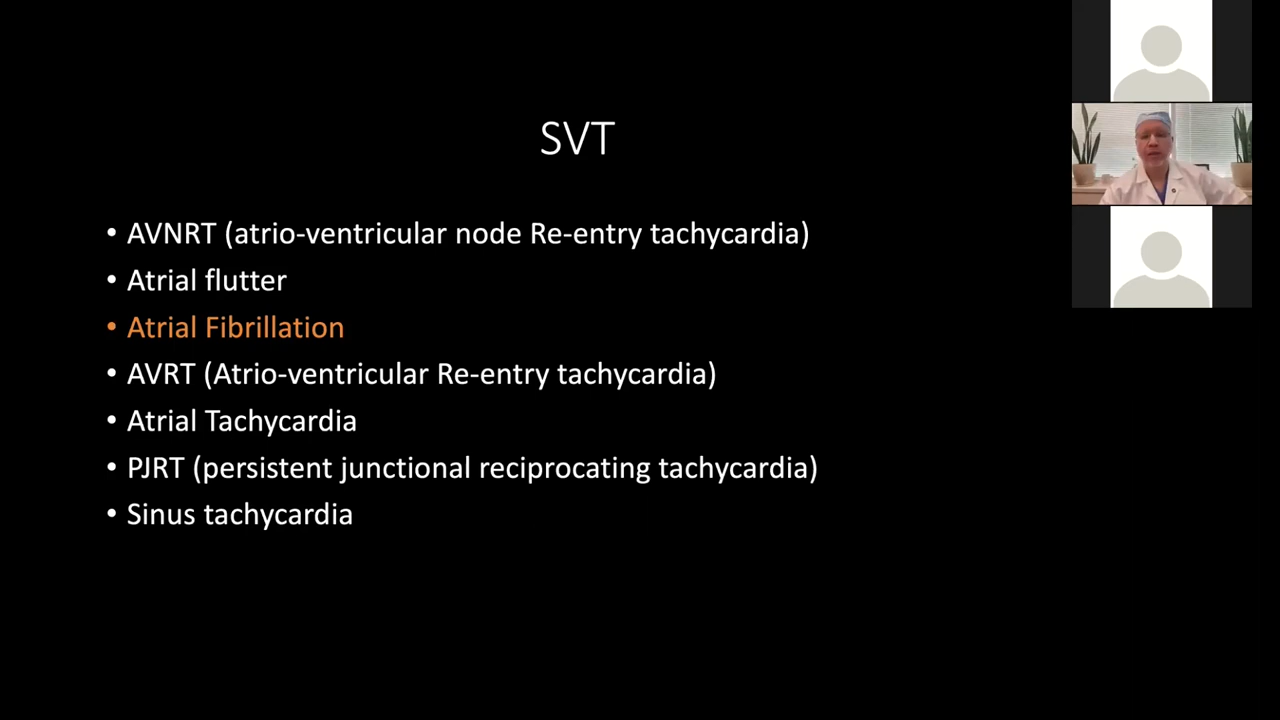 SVT
• AVNRT (atrio-ventricular node Re-entry tachycardia)
• Atrial flutter
• Atrial Fibrillation
• AVRT (Atrio-ventricular Re-entry tachycardia)
• Atrial Tachycardia
• PJRT (persistent junctional reciprocating tachycardia)
• Sinus tachycardia